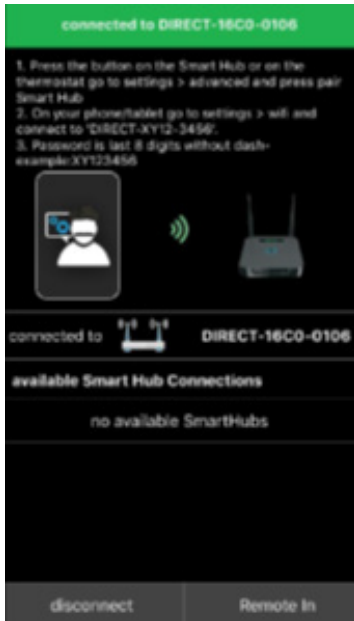 connected to DIRECT-16C0-0106
1. Press the button on the Smart Hub or on the
thermostat go to settings > advanced and press pair
Smart Hub
2. On your phone/tablet go to settings > wifi and
connect to 'DIRECT-XY12-3456'.
3. Password is last 8 digits without dash-
example:XY123456
connected to DIRECT-16C0-0106
available Smart Hub Connections
no available SmartHubs
disconnect Remote In